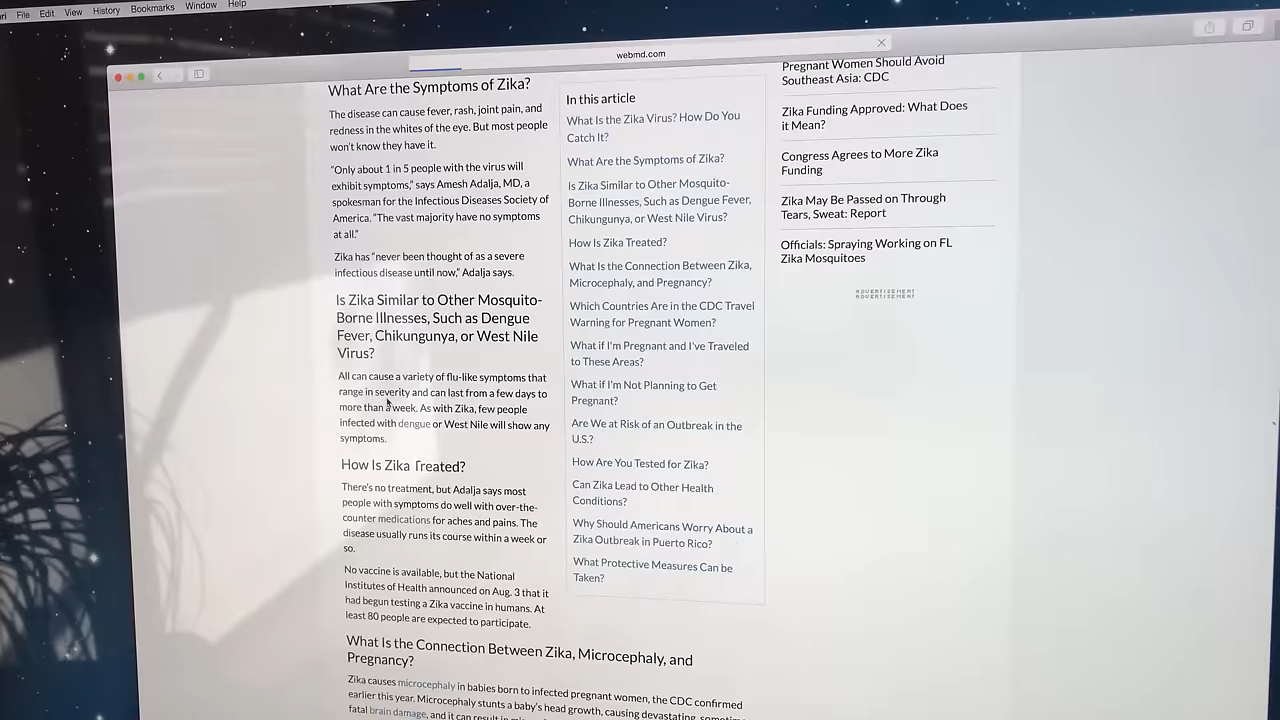 File Edit View History Bookmarks Window Help
webmd.com
What Are the Symptoms of Zika?
The disease can cause fever, rash, joint pain, and
redness in the whites of the eye. But most people
won't know they have it.
"Only about 1 in 5 people with the virus will
exhibit symptoms," says Amesh Adalja, MD, a
spokesman for the Infectious Diseases Society of
America. "The vast majority have no symptoms
at all."
Zika has "never been thought of as a severe
infectious disease until now," Adalja says.
Is Zika Similar to Other Mosquito-
Borne Illnesses, Such as Dengue
Fever, Chikungunya, or West Nile
Virus?
All can cause a variety of flu-like symptoms that
range in severity and can last from a few days to
more than a week. As with Zika, few people
infected with dengue or West Nile will show any
symptoms.
How Is Zika Treated?
There's no treatment, but Adalja says most
people with symptoms do well with over-the-
counter medications for aches and pains. The
disease usually runs its course within a week or
so.
No vaccine is available, but the National
Institutes of Health announced on Aug. 3 that it
had begun testing a Zika vaccine in humans. At
least 80 people are expected to participate.
What Is the Connection Between Zika, Microcephaly, and
Pregnancy?
Zika causes microcephaly in babies born to infected pregnant women, the CDC confirmed
earlier this year. Microcephaly stunts a baby's head growth, causing devastating, sometimes
fatal brain damage, and it can result in
In this article
What Is the Zika Virus? How Do You
Catch It?
What Are the Symptoms of Zika?
Is Zika Similar to Other Mosquito-
Borne Illnesses, Such as Dengue Fever,
Chikungunya, or West Nile Virus?
How Is Zika Treated?
What Is the Connection Between Zika,
Microcephaly, and Pregnancy?
Which Countries Are in the CDC Travel
Warning for Pregnant Women?
What if I'm Pregnant and I've Traveled
to These Areas?
What if I'm Not Planning to Get
Pregnant?
Are We at Risk of an Outbreak in the
U.S.?
How Are You Tested for Zika?
Can Zika Lead to Other Health
Conditions?
Why Should Americans Worry About a
Zika Outbreak in Puerto Rico?
What Protective Measures Can be
Taken?
Pregnant Women Should Avoid
Southeast Asia: CDC
Zika Funding Approved: What Does
it Mean?
Congress Agrees to More Zika
Funding
Zika May Be Passed on Through
Tears, Sweat: Report
Officials: Spraying Working on FL
Zika Mosquitoes
ADVERTISEMENT
ADVERTISEMENT